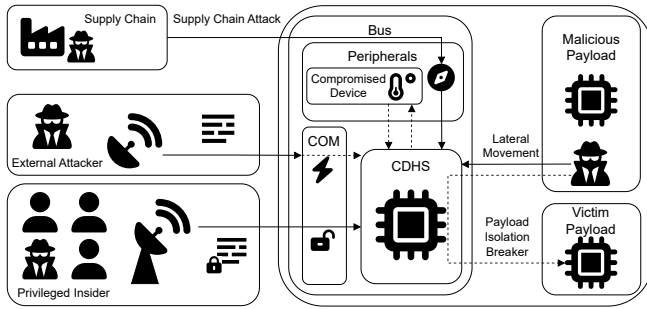 Supply Chain
Supply Chain Attack
Bus
Peripherals
Compromised
Device
Malicious
Payload
External Attacker
COM
CDHS
Lateral
Movement
Privileged Insider
Payload
Isolation
Breaker
Victim
Payload